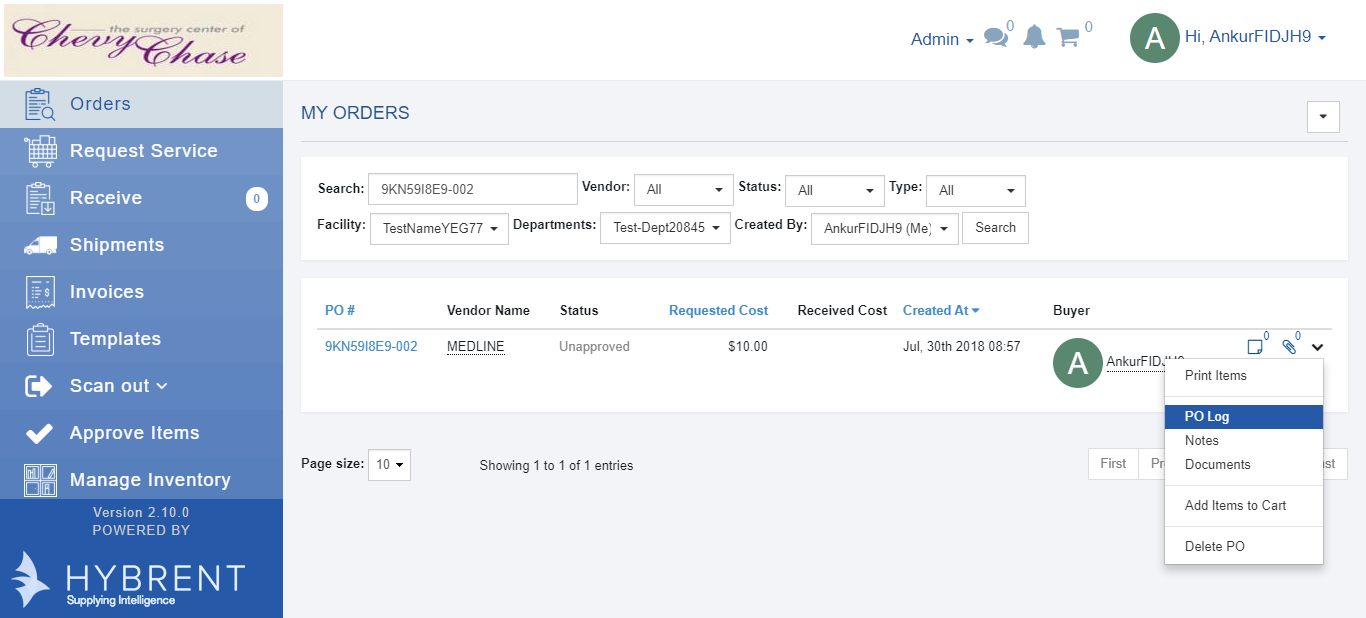 the surgery center of
Chevy Chase
Admin 0 0 A Hi, AnkurFIDJH9
Orders
Request Service
Receive 0
Shipments
Invoices
Templates
Scan out
Approve Items
Manage Inventory
Version 2.10.0
POWERED BY
HYBRENT
Supplying Intelligence
MY ORDERS
Search: 9KN59I8E9-002 Vendor: All Status: All Type: All
Facility: TestNameYEG77 Departments: Test-Dept20845 Created By: AnkurFIDJH9 (Me) Search
PO # Vendor Name Status Requested Cost Received Cost Created At Buyer
9KN59I8E9-002 MEDLINE Unapproved $10.00 Jul, 30th 2018 08:57 A AnkurFIDJH9 0 0
Print Items
PO Log
Notes
Documents
Add Items to Cart
Delete PO
Page size: 10 Showing 1 to 1 of 1 entries First